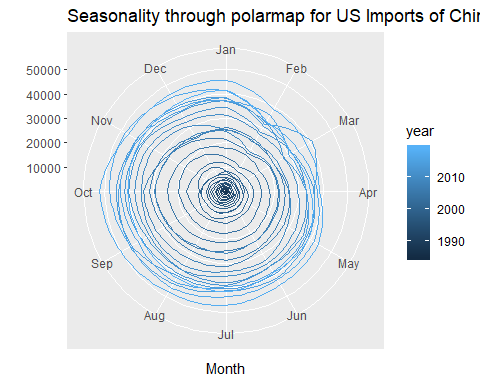 Seasonality through polarmap for US Imports of
Jan
Dec
Feb
50000
40000
Nov
Mar
30000
20000
10000
Oct
Apr
Sep
May
Aug
Jun
Jul
Month
year
2010
2000
1990